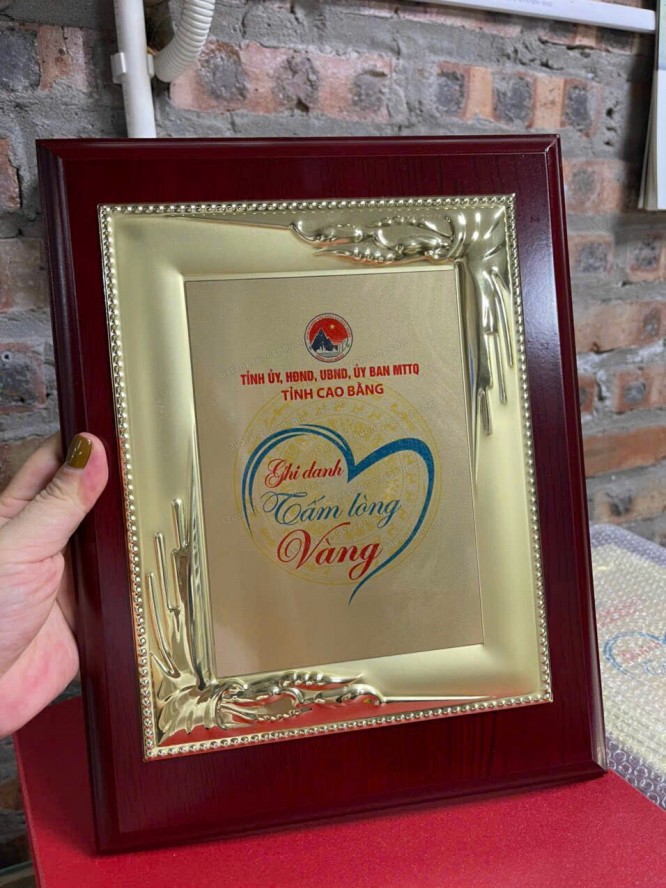 TỈNH ỦY, HĐND, UBND, ỦY BAN MTTQ
TỈNH CAO BẰNG
Ghi danh
Tấm lòng
Vàng